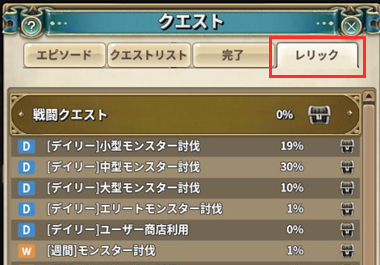 クエスト
エピソード クエストリスト 完了 レリック
戦闘クエスト 0%
D [デイリー]小型モンスター討伐 19%
D [デイリー]中型モンスター討伐 30%
D [デイリー]大型モンスター討伐 10%
D [デイリー]エリートモンスター討伐 1%
D [デイリー]ユーザー商店利用 0%
W [週間]モンスター討伐 1%